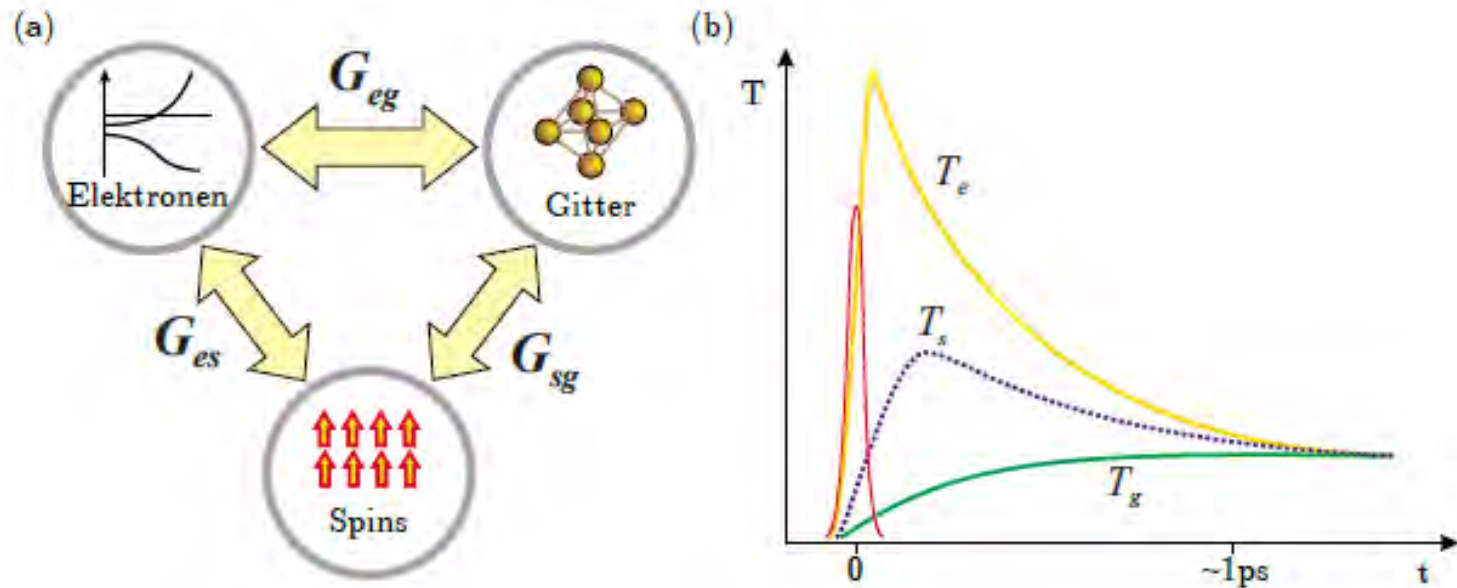 (a)
G_eg
Elektronen
Gitter
G_es
G_sg
Spins
(b)
T
T_e
T_s
T_g
0
~1ps
t